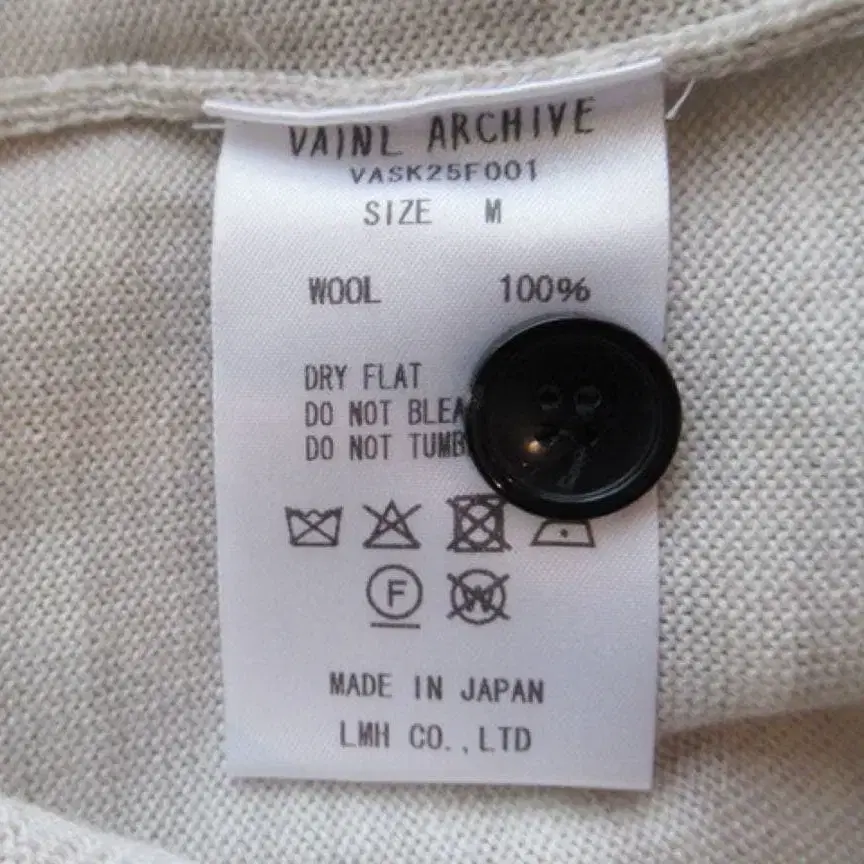 VAINL ARCHIVE
VASK25F001
SIZE M
WOOL 100%
DRY FLAT
DO NOT BLEA
DO NOT TUMB
F
W
MADE IN JAPAN
LMH CO.,LTD